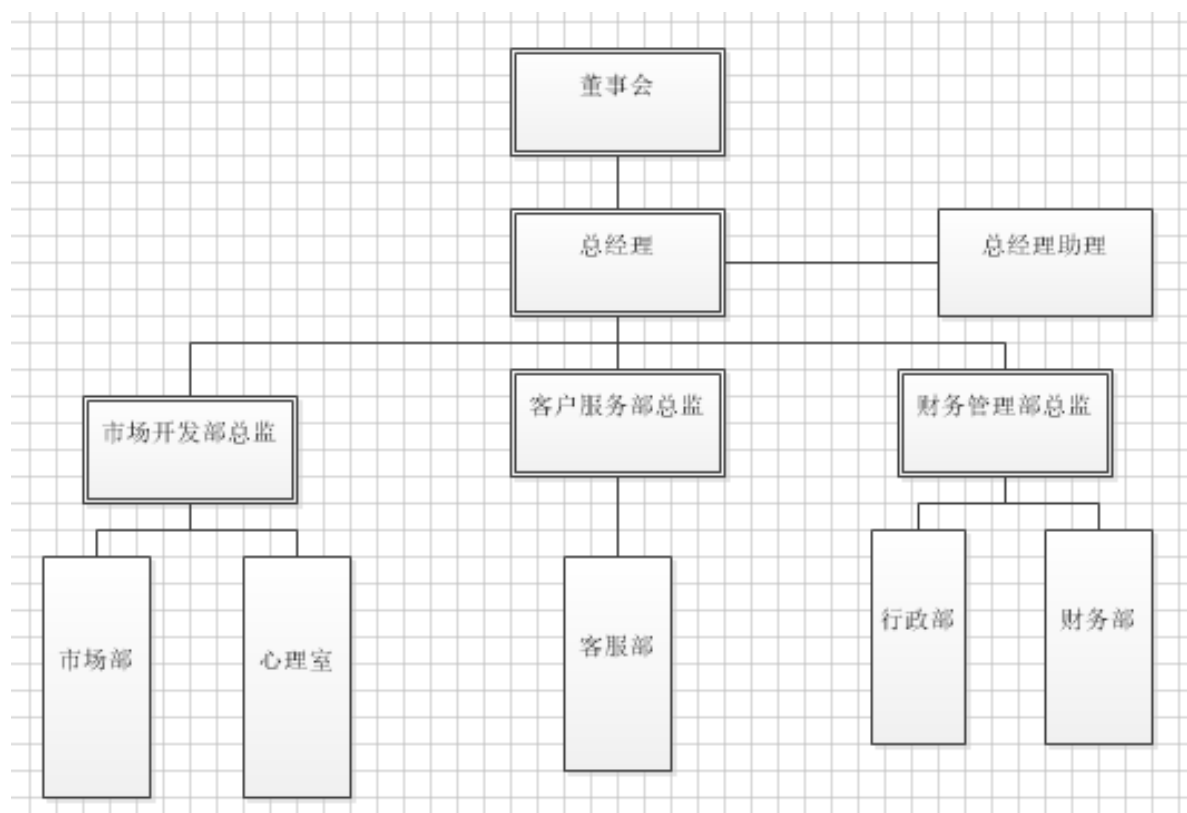 董事会
总经理
总经理助理
市场开发部总监
客户服务部总监
财务管理部总监
市场部
心理室
客服部
行政部
财务部